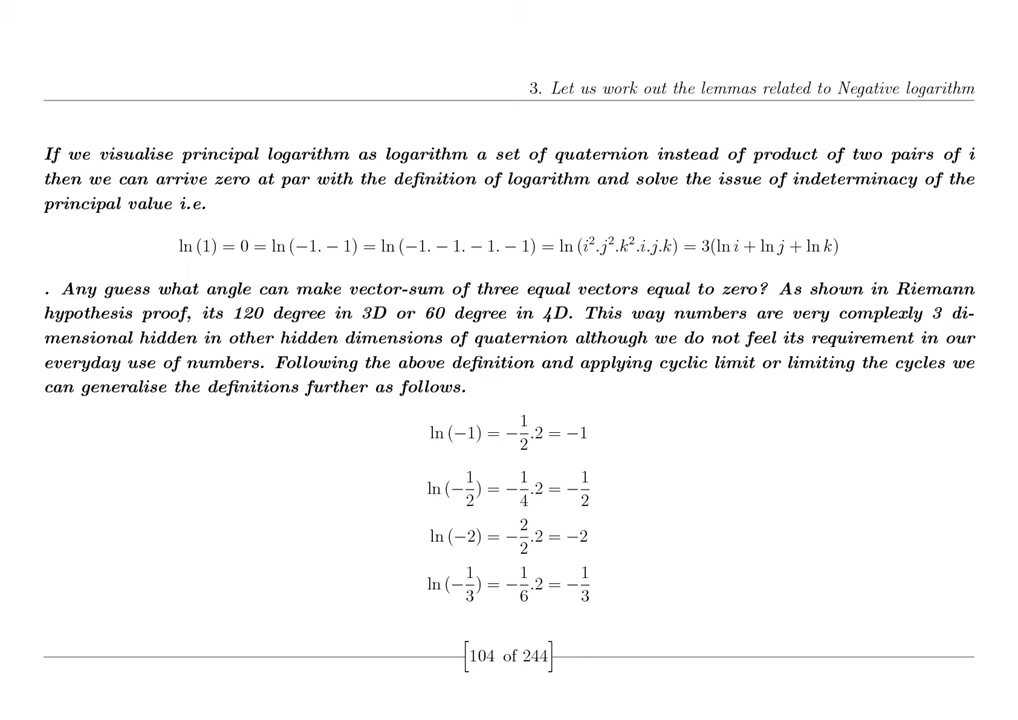 3. Let us work out the lemmas related to Negative logarithm
If we visualise principal logarithm as logarithm a set of quaternion instead of product of two pairs of i
then we can arrive zero at par with the definition of logarithm and solve the issue of indeterminacy of the
principal value i.e.
ln (1) = 0 = ln (−1. − 1) = ln (−1. − 1. − 1. − 1) = ln (i².j².k².i.j.k) = 3(ln i + ln j + ln k)
. Any guess what angle can make vector-sum of three equal vectors equal to zero? As shown in Riemann
hypothesis proof, its 120 degree in 3D or 60 degree in 4D. This way numbers are very complexly 3 di-
mensional hidden in other hidden dimensions of quaternion although we do not feel its requirement in our
everyday use of numbers. Following the above definition and applying cyclic limit or limiting the cycles we
can generalise the definitions further as follows.
ln (−1) = −1/2.2 = −1
ln (−1/2) = −1/4.2 = −1/2
ln (−2) = −2/2.2 = −2
ln (−1/3) = −1/6.2 = −1/3
[104 of 244]